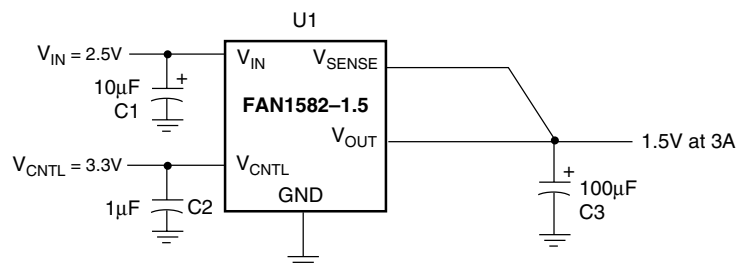 U1
V_IN = 2.5V
V_IN
V_SENSE
10µF
+
C1
FAN1582–1.5
V_OUT
1.5V at 3A
V_CNTL = 3.3V
V_CNTL
+
100µF
C3
1µF
C2
GND